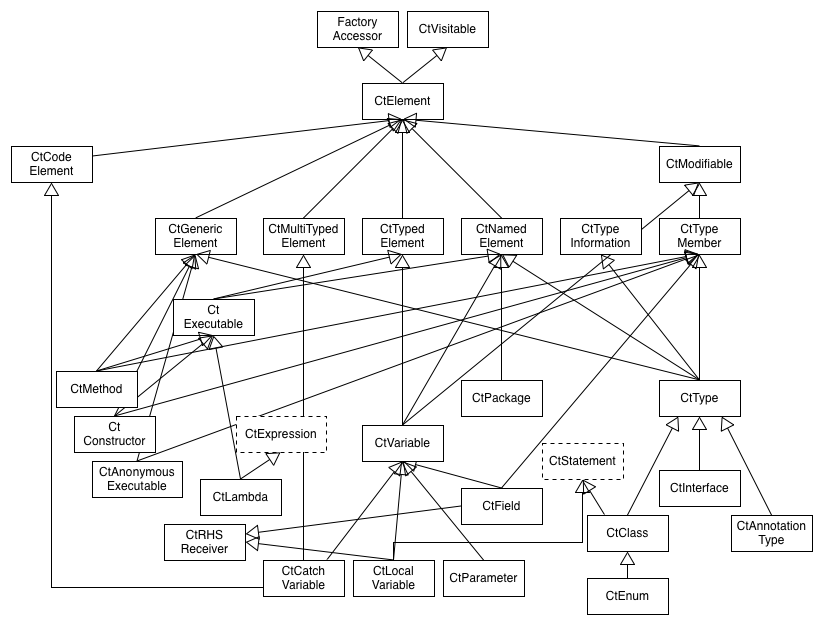 Factory
Accessor
CtVisitable
CtElement
CtCode
Element
CtModifiable
CtGeneric
Element
CtMultiTyped
Element
CtTyped
Element
CtNamed
Element
CtType
Information
CtType
Member
Ct
Executable
CtMethod
CtPackage
CtType
Ct
Constructor
CtExpression
CtVariable
CtStatement
CtAnonymous
Executable
CtLambda
CtField
CtInterface
CtRHS
Receiver
CtClass
CtAnnotation
Type
CtCatch
Variable
CtLocal
Variable
CtParameter
CtEnum